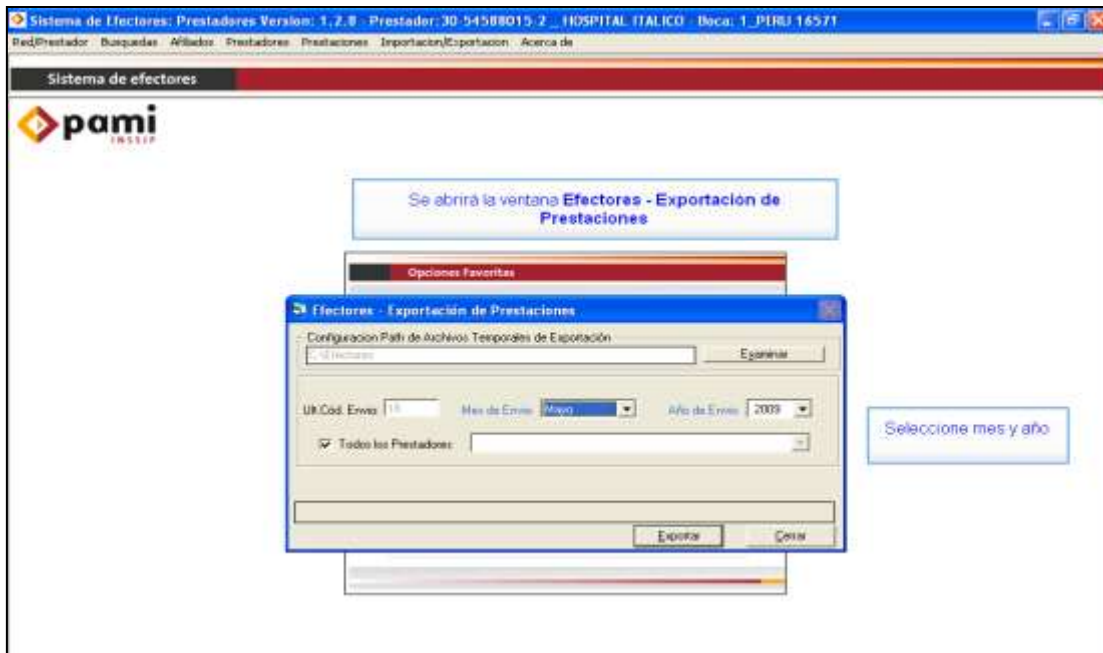 Sistema de Efectores: Prestadores Version: 1.2.8 - Prestador:30-54588015-2 _ HOSPITAL ITALICO - Boca: 1_PERU 16571
Red/Prestador Busquedas Afiliados Prestadores Prestaciones Importacion/Exportacion Acerca de
Sistema de efectores
pami
INSSJP
Se abrirá la ventana Efectores - Exportación de
Prestaciones
Opciones Favoritas
Efectores - Exportación de Prestaciones
Configuracion Path de Archivos Temporales de Exportación
C:\Efectores
Examinar
Ult.Cód. Envio
Mes de Envio Mayo
Año de Envio 2009
Todos los Prestadores
Seleccione mes y año
Exportar
Cerrar